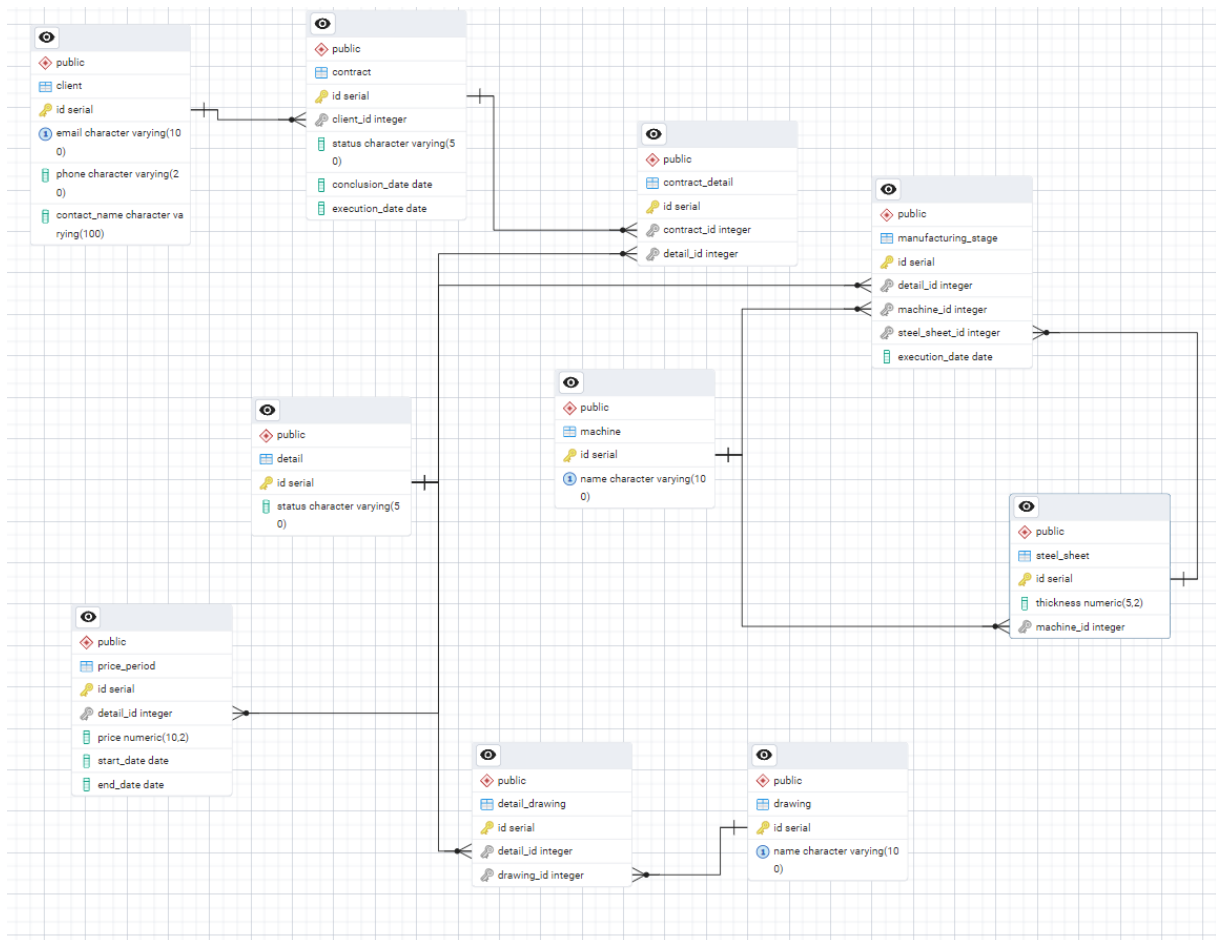 public
client
id serial
email character varying(10
0)
phone character varying(2
0)
contact_name character va
rying(100)
public
contract
id serial
client_id integer
status character varying(5
0)
conclusion_date date
execution_date date
public
contract_detail
id serial
contract_id integer
detail_id integer
public
manufacturing_stage
id serial
detail_id integer
machine_id integer
steel_sheet_id integer
execution_date date
public
detail
id serial
status character varying(5
0)
public
machine
id serial
name character varying(10
0)
public
steel_sheet
id serial
thickness numeric(5,2)
machine_id integer
public
price_period
id serial
detail_id integer
price numeric(10,2)
start_date date
end_date date
public
detail_drawing
id serial
detail_id integer
drawing_id integer
public
drawing
id serial
name character varying(10
0)